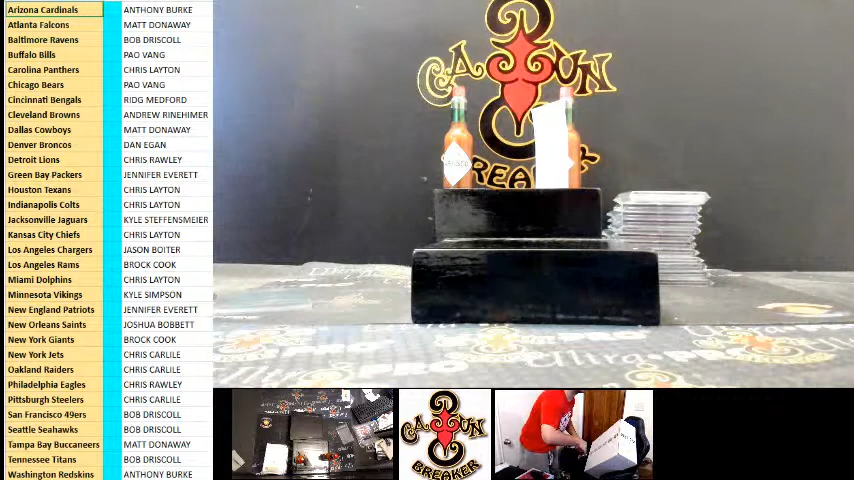 Arizona Cardinals ANTHONY BURKE
Atlanta Falcons MATT DONAWAY
Baltimore Ravens BOB DRISCOLL
Buffalo Bills PAO VANG
Carolina Panthers CHRIS LAYTON
Chicago Bears PAO VANG
Cincinnati Bengals RIDG MEDFORD
Cleveland Browns ANDREW RINEHIMER
Dallas Cowboys MATT DONAWAY
Denver Broncos DAN EGAN
Detroit Lions CHRIS RAWLEY
Green Bay Packers JENNIFER EVERETT
Houston Texans CHRIS LAYTON
Indianapolis Colts CHRIS LAYTON
Jacksonville Jaguars KYLE STEFFENSMEIER
Kansas City Chiefs CHRIS LAYTON
Los Angeles Chargers JASON BOITER
Los Angeles Rams BROCK COOK
Miami Dolphins CHRIS LAYTON
Minnesota Vikings KYLE SIMPSON
New England Patriots JENNIFER EVERETT
New Orleans Saints JOSHUA BOBBETT
New York Giants BROCK COOK
New York Jets CHRIS CARLILE
Oakland Raiders CHRIS CARLILE
Philadelphia Eagles CHRIS RAWLEY
Pittsburgh Steelers CHRIS CARLILE
San Francisco 49ers BOB DRISCOLL
Seattle Seahawks BOB DRISCOLL
Tampa Bay Buccaneers MATT DONAWAY
Tennessee Titans BOB DRISCOLL
Washington Redskins ANTHONY BURKE
CAJUN
BREAKER
Ultra PRO
CAJUN
BREAKER